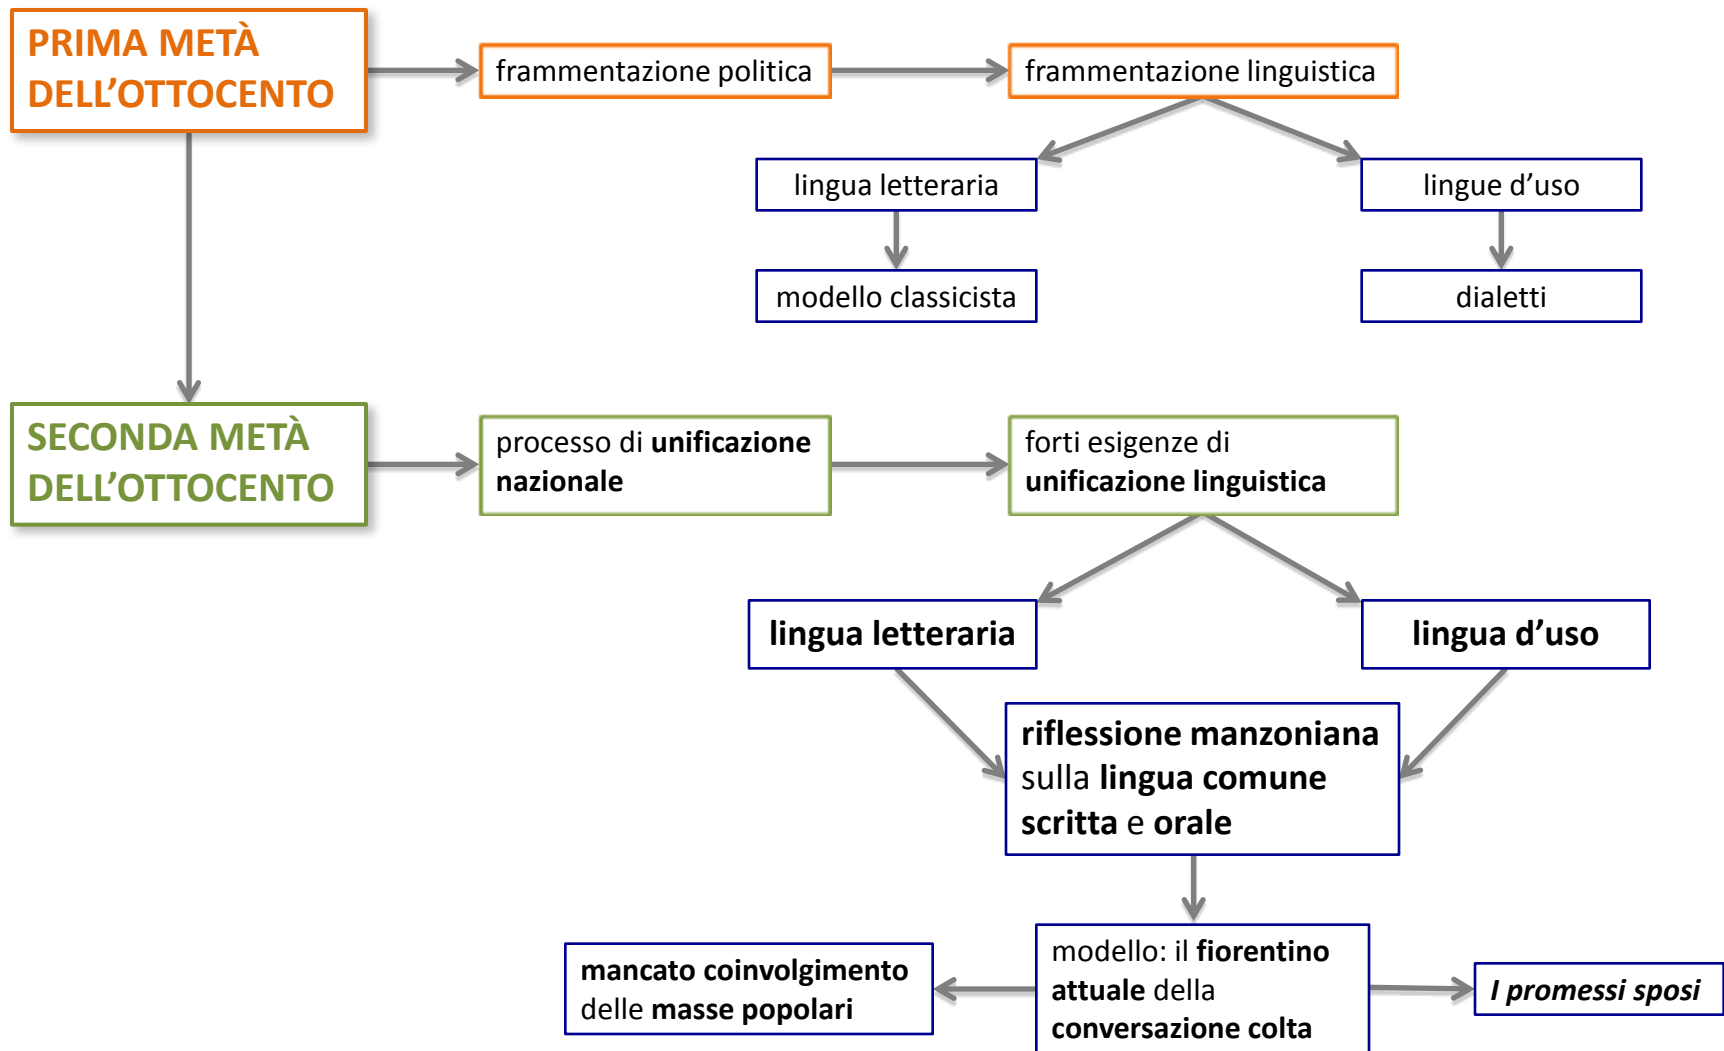 PRIMA METÀ
DELL’OTTOCENTO
frammentazione politica
frammentazione linguistica
lingua letteraria
lingue d’uso
modello classicista
dialetti
SECONDA METÀ
DELL’OTTOCENTO
processo di unificazione
nazionale
forti esigenze di
unificazione linguistica
lingua letteraria
lingua d’uso
riflessione manzoniana
sulla lingua comune
scritta e orale
mancato coinvolgimento
delle masse popolari
modello: il fiorentino
attuale della
conversazione colta
I promessi sposi